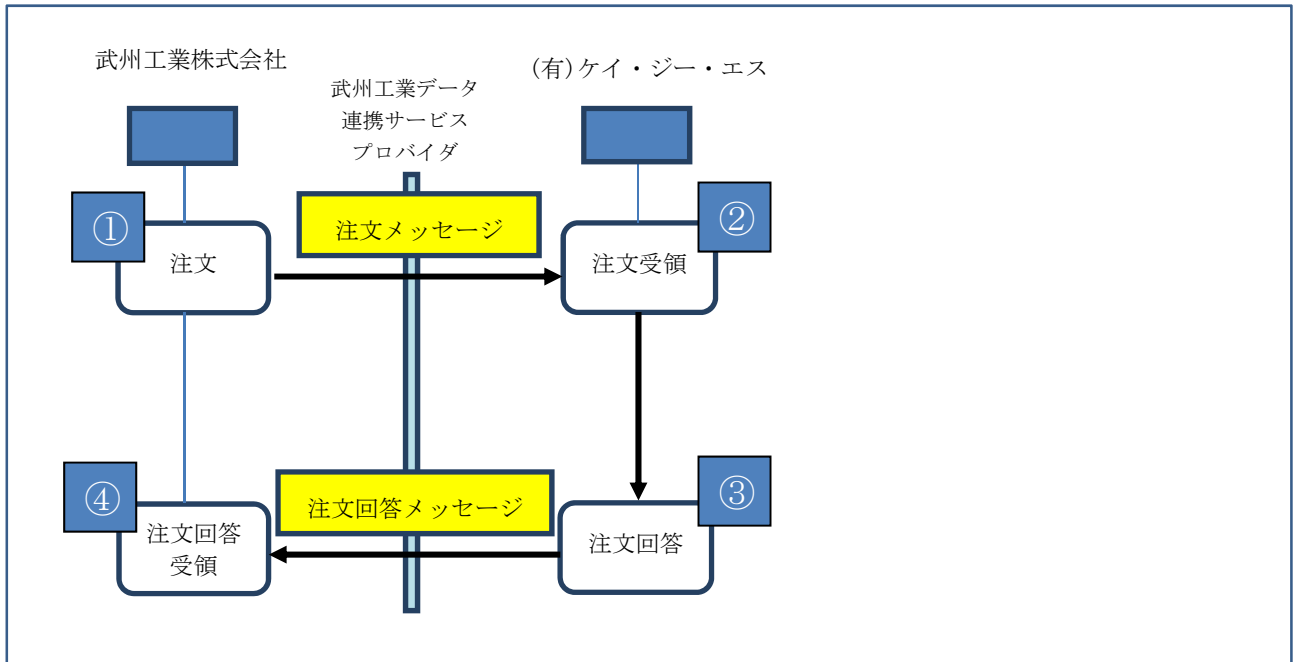 武州工業株式会社
(有)ケイ・ジー・エス
武州工業データ
連携サービス
プロバイダ
①
注文
注文メッセージ
②
注文受領
④
注文回答
受領
注文回答メッセージ
③
注文回答